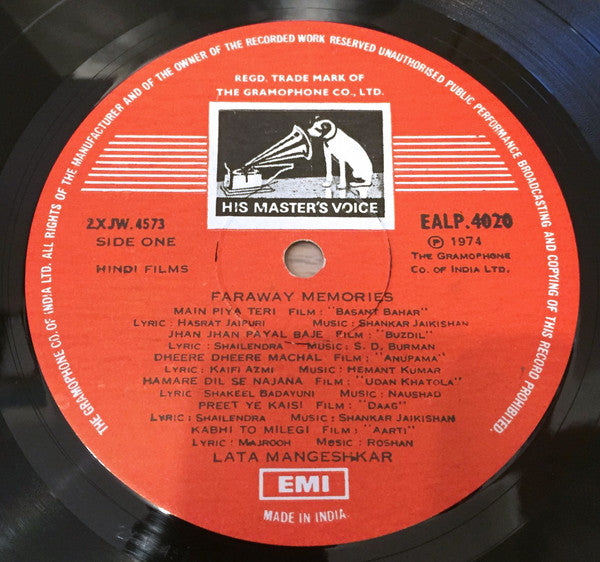 THE GRAMOPHONE CO. OF INDIA LTD. ALL RIGHTS OF THE MANUFACTURER AND OF THE OWNER OF THE RECORDED WORK RESERVED UNAUTHORISED PUBLIC PERFORMANCE BROADCASTING AND COPYING OF THIS RECORD PROHIBITED.
REGD. TRADE MARK OF
THE GRAMOPHONE CO., LTD.
HIS MASTER'S VOICE
2XJW.4573
SIDE ONE
HINDI FILMS
EALP.4020
℗ 1974
THE GRAMOPHONE
CO. OF INDIA LTD.
FARAWAY MEMORIES
MAIN PIYA TERI FILM: "BASANT BAHAR"
LYRIC: HASRAT JAIPURI MUSIC: SHANKAR JAIKISHAN
JHAN JHAN PAYAL BAJE FILM: "BUZDIL"
LYRIC: SHAILENDRA MUSIC: S. D. BURMAN
DHEERE DHEERE MACHAL FILM: "ANUPAMA"
LYRIC: KAIFI AZMI MUSIC: HEMANT KUMAR
HAMARE DIL SE NAJANA FILM: "UDAN KHATOLA"
LYRIC: SHAKEEL BADAYUNI MUSIC: NAUSHAD
PREET YE KAISI FILM: "DAAG"
LYRIC: SHAILENDRA MUSIC: SHANKAR JAIKISHAN
KABHI TO MILEGI FILM: "AARTI"
LYRIC: MAJROOH MUSIC: ROSHAN
LATA MANGESHKAR
EMI
MADE IN INDIA